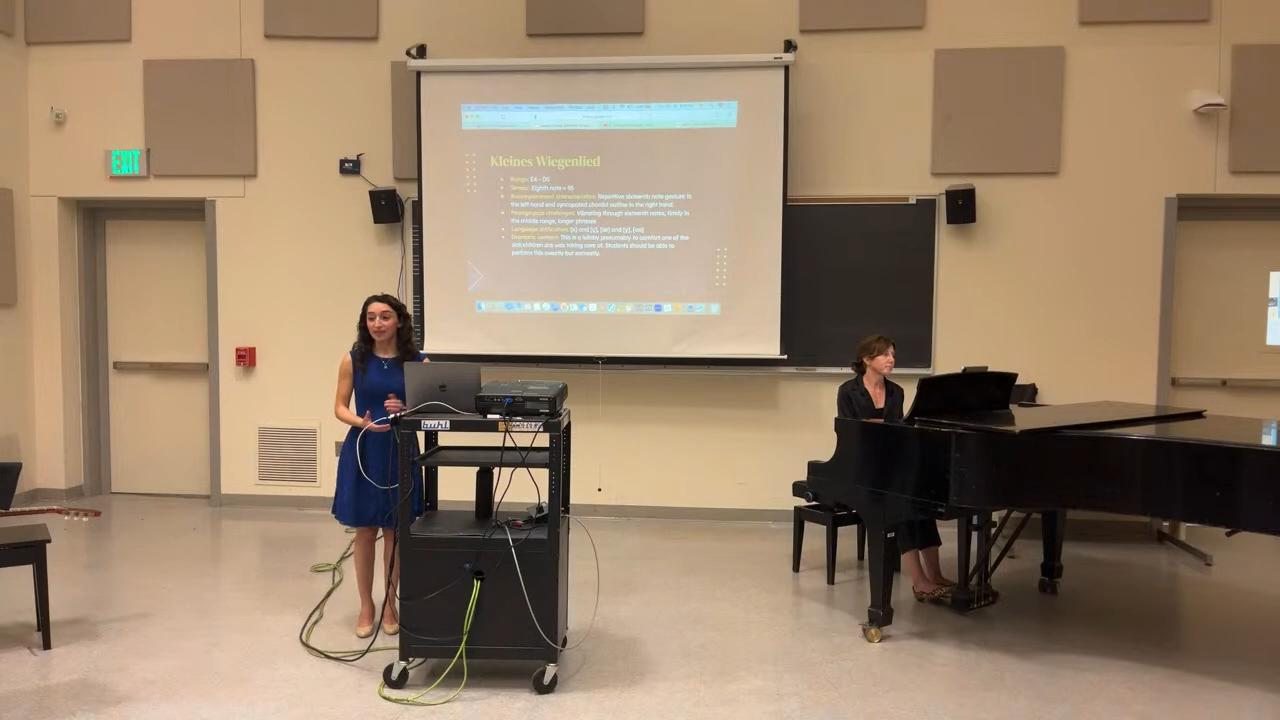 EXIT
Kleines Wiegenlied
Range: E4 - D5
Tempo: Eighth note = 95
Accompaniment characteristics: Repetitive sixteenth note gesture in
the left hand and syncopated chordal outline in the right hand
Pedagogical challenges: Vibrating through sixteenth notes, firmly in
the middle range, longer phrases
Language difficulties: [x] and [ç], and [y],
Dramatic content: This is a lullaby presumably to comfort one of the
sick children she was taking care of. Students should be able to
perform this sweetly but earnestly.
buhl